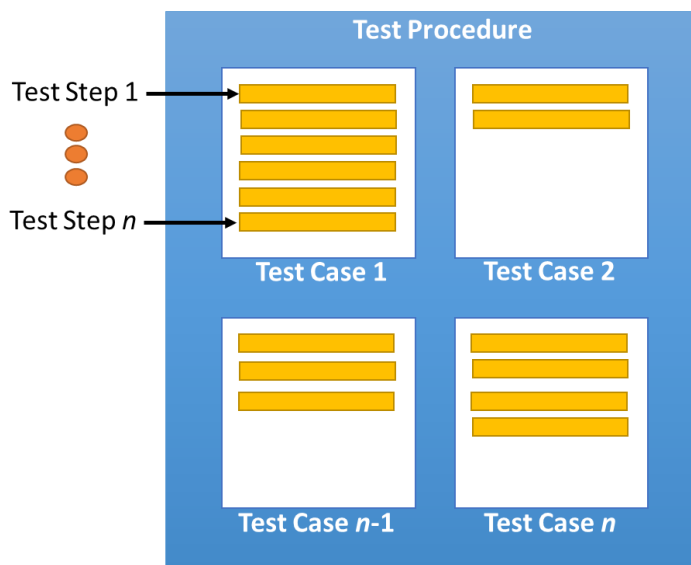 Test Procedure
Test Step 1
Test Step n
Test Case 1
Test Case 2
Test Case n-1
Test Case n